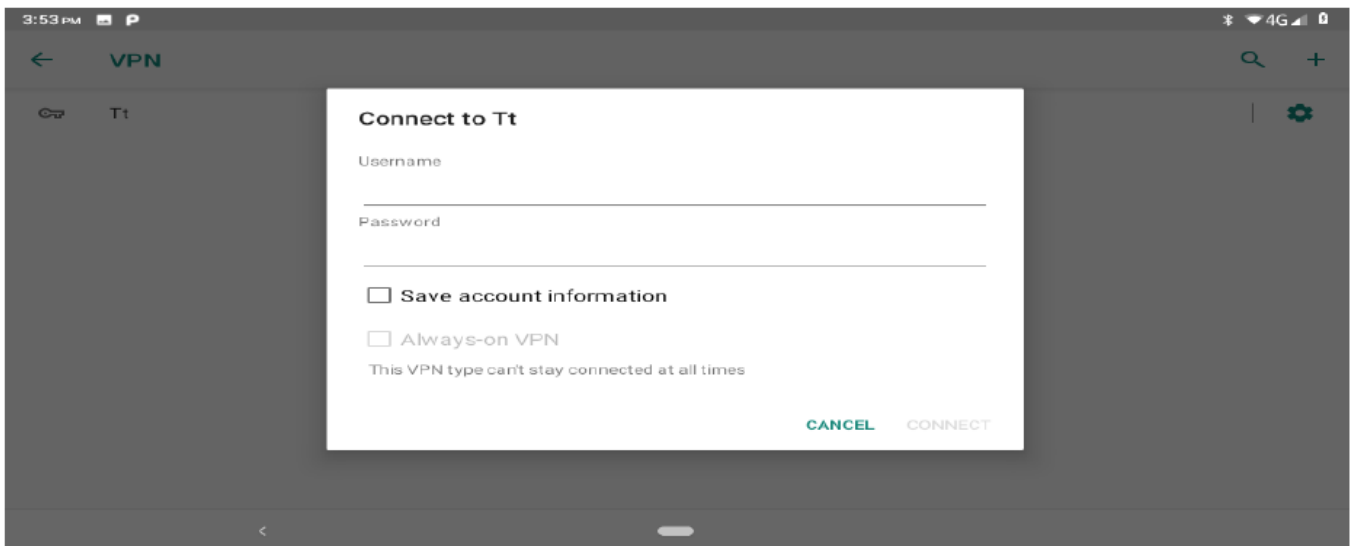 3:53 PM P 4G
VPN
Tt
Connect to Tt
Username
Password
Save account information
Always-on VPN
This VPN type can't stay connected at all times
CANCEL CONNECT